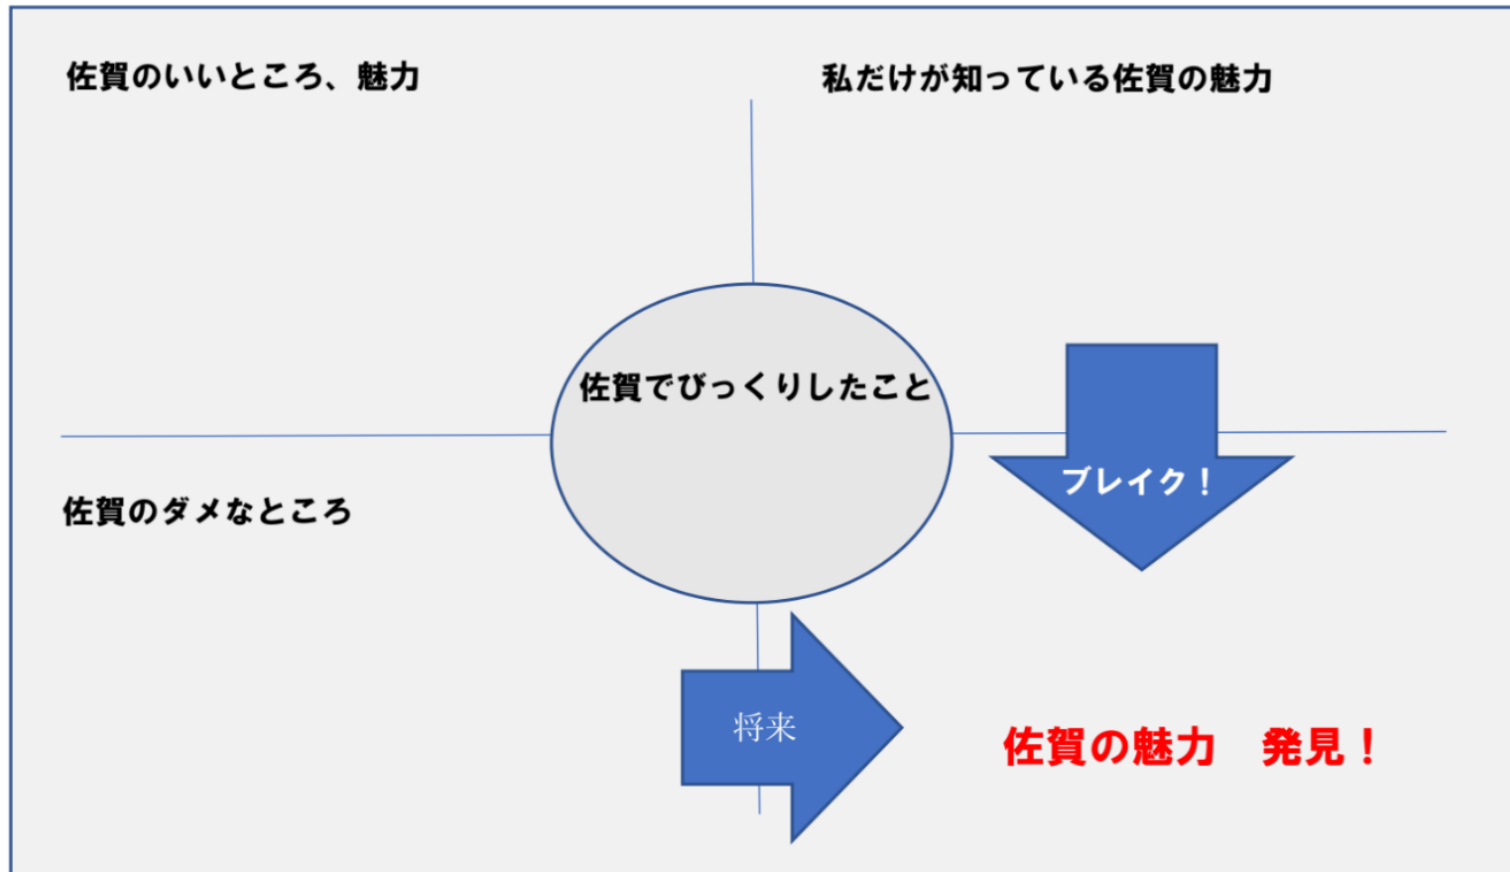 佐賀のいいところ、魅力
私だけが知っている佐賀の魅力
佐賀でびっくりしたこと
ブレイク！
佐賀のダメなところ
将来
佐賀の魅力　発見！